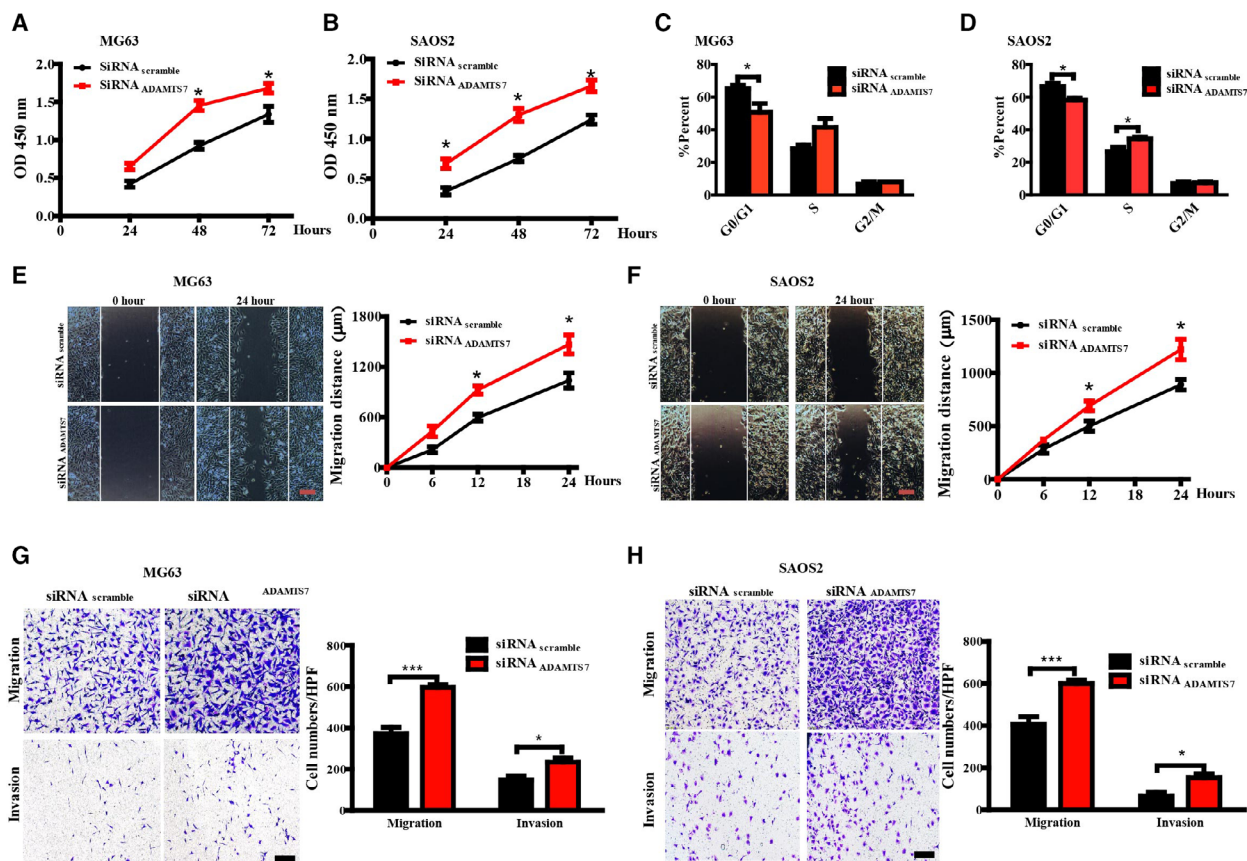 A
MG63
SiRNA scramble
SiRNA ADAMTS7
OD 450 nm
2.0
1.5
1.0
0.5
0.0
0 24 48 72 Hours
*
*
B
SAOS2
SiRNA scramblc
SiRNA ADAMTS7
OD 450 nm
2.0
1.5
1.0
0.5
0.0
0 24 48 72 Hours
*
*
*
C
MG63
siRNA scramble
siRNA ADAMTS7
%Percent
80
60
40
20
0
*
G0/G1 S G2/M
D
SAOS2
siRNA scramble
siRNA ADAMTS7
%Percent
80
60
40
20
0
*
*
G0/G1 S G2/M
E
MG63
0 hour 24 hour
siRNA scramble
siRNA ADAMTS7
siRNA scramble
siRNA ADAMTS7
Migration distance (μm)
1800
1200
600
0
*
*
0 6 12 18 24 Hours
F
SAOS2
0 hour 24 hour
siRNA scramble
siRNA ADAMTS7
siRNA scramble
siRNA ADAMTS7
Migration distance (μm)
1500
1000
500
0
*
*
0 6 12 18 24 Hours
G
MG63
siRNA scramble siRNA ADAMTS7
Migration
Invasion
siRNA scramble
siRNA ADAMTS7
Cell numbers/HPF
800
600
400
200
0
***
*
Migration Invasion
H
SAOS2
siRNA scramble siRNA ADAMTS7
Migration
Invasion
siRNA scramble
siRNA ADAMTS7
Cell numbers/HPF
800
600
400
200
0
***
*
Migration Invasion